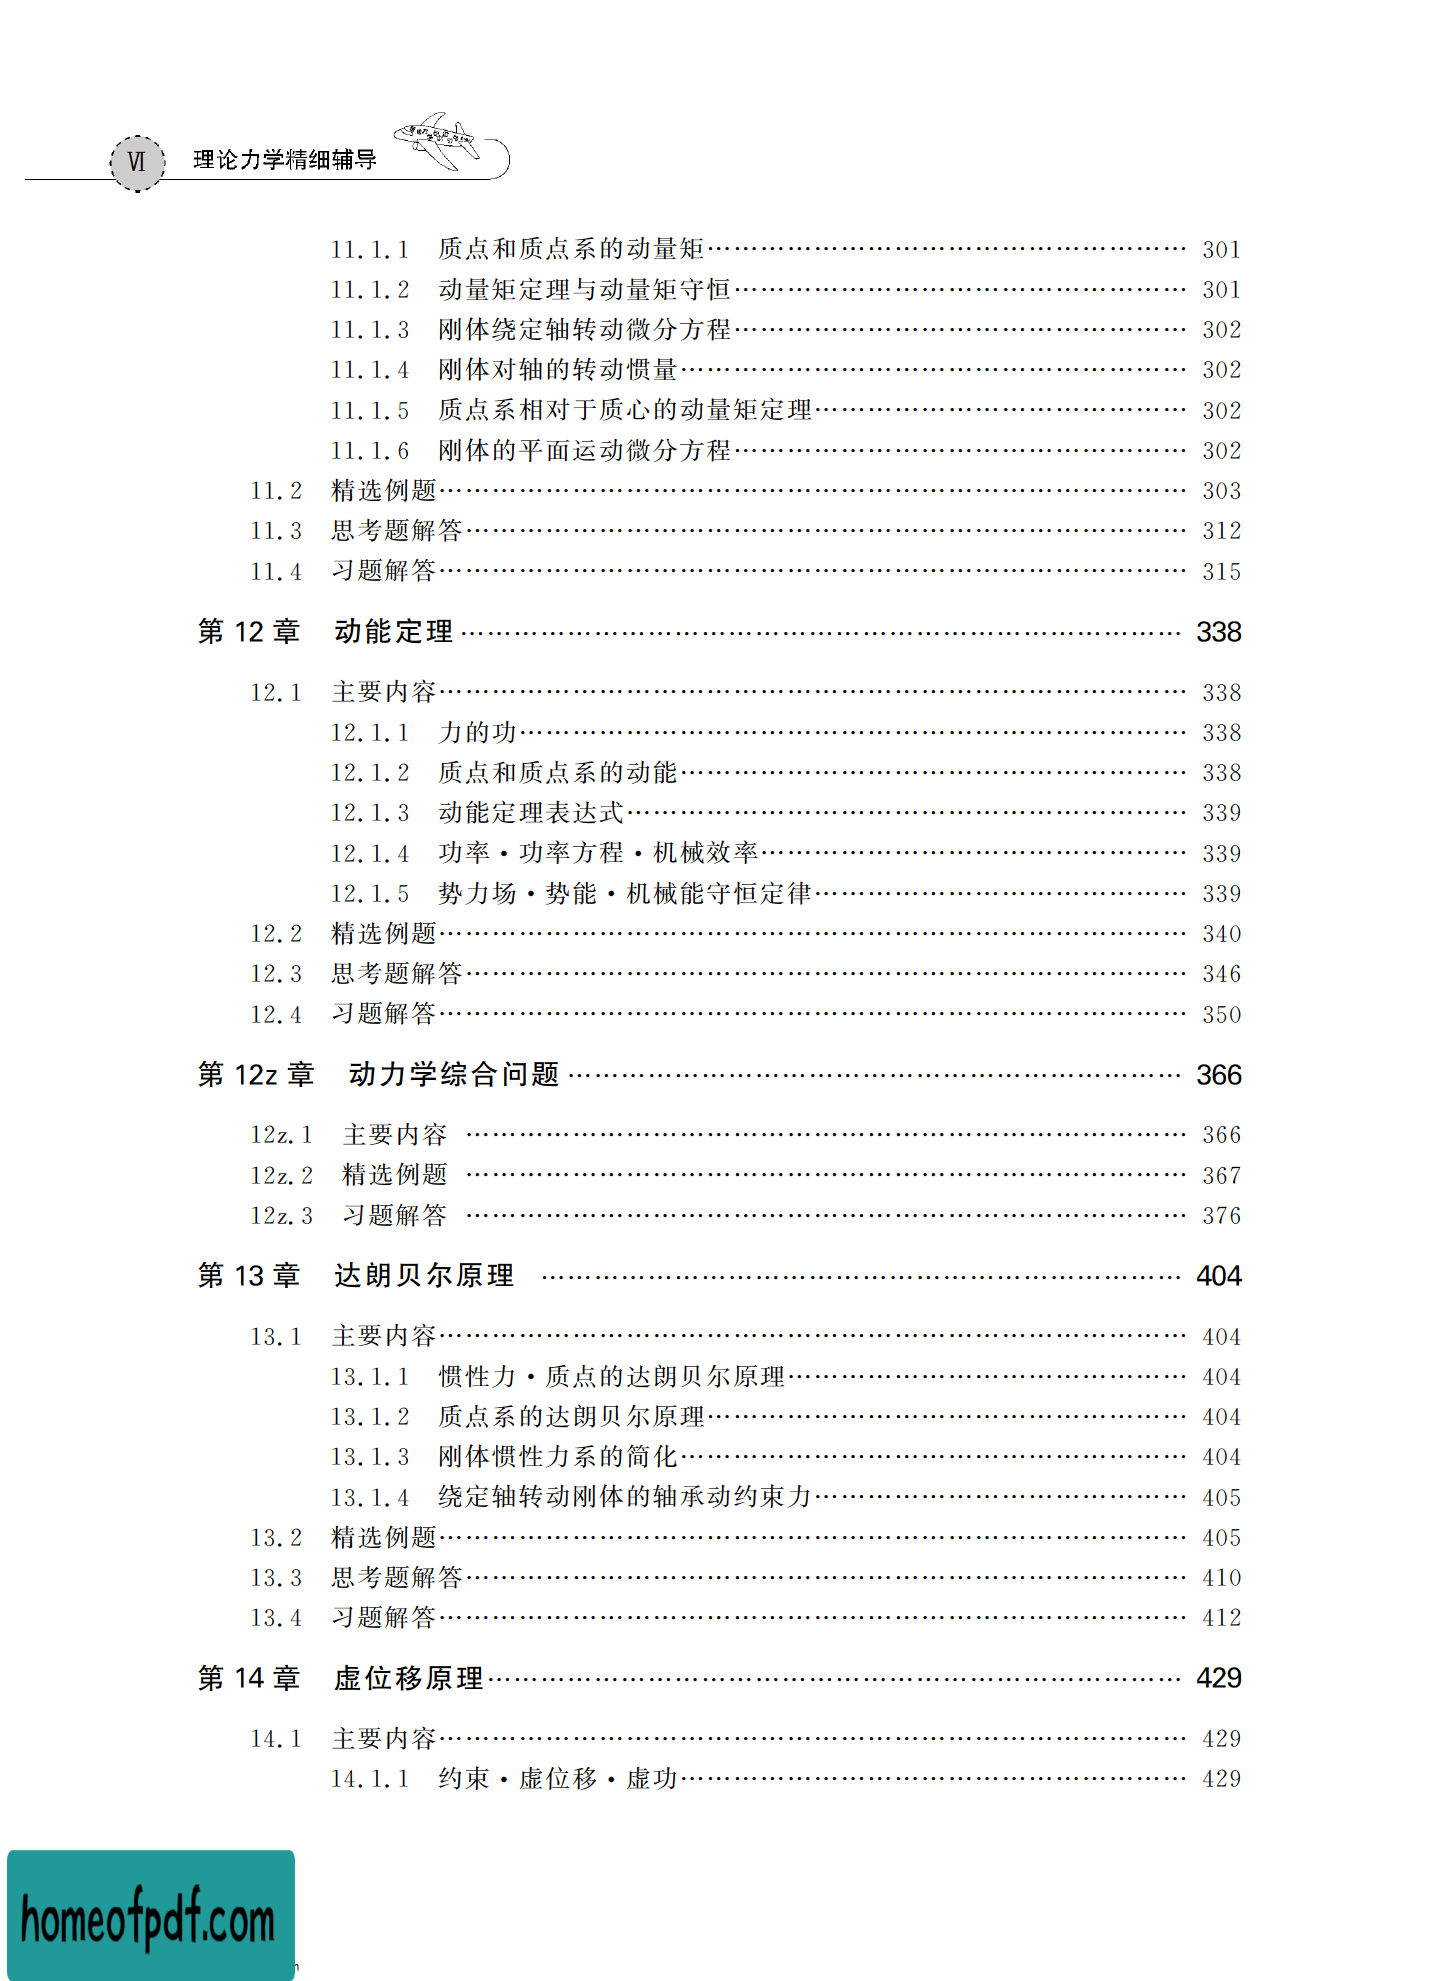 Ⅵ 理论力学精细辅导
11.1.1 质点和质点系的动量矩…………………………………………… 301
11.1.2 动量矩定理与动量矩守恒………………………………………… 301
11.1.3 刚体绕定轴转动微分方程………………………………………… 302
11.1.4 刚体对轴的转动惯量……………………………………………… 302
11.1.5 质点系相对于质心的动量矩定理………………………………… 302
11.1.6 刚体的平面运动微分方程………………………………………… 302
11.2 精选例题……………………………………………………………… 303
11.3 思考题解答…………………………………………………………… 312
11.4 习题解答……………………………………………………………… 315
第 12 章 动能定理………………………………………………………… 338
12.1 主要内容……………………………………………………………… 338
12.1.1 力的功……………………………………………………………… 338
12.1.2 质点和质点系的动能……………………………………………… 338
12.1.3 动能定理表达式…………………………………………………… 339
12.1.4 功率·功率方程·机械效率……………………………………… 339
12.1.5 势力场·势能·机械能守恒定律………………………………… 339
12.2 精选例题……………………………………………………………… 340
12.3 思考题解答…………………………………………………………… 346
12.4 习题解答……………………………………………………………… 350
第 12z 章 动力学综合问题……………………………………………… 366
12z.1 主要内容 …………………………………………………………… 366
12z.2 精选例题 …………………………………………………………… 367
12z.3 习题解答 …………………………………………………………… 376
第 13 章 达朗贝尔原理 ………………………………………………… 404
13.1 主要内容……………………………………………………………… 404
13.1.1 惯性力·质点的达朗贝尔原理…………………………………… 404
13.1.2 质点系的达朗贝尔原理…………………………………………… 404
13.1.3 刚体惯性力系的简化……………………………………………… 404
13.1.4 绕定轴转动刚体的轴承动约束力………………………………… 405
13.2 精选例题……………………………………………………………… 405
13.3 思考题解答…………………………………………………………… 410
13.4 习题解答……………………………………………………………… 412
第 14 章 虚位移原理……………………………………………………… 429
14.1 主要内容……………………………………………………………… 429
14.1.1 约束·虚位移·虚功……………………………………………… 429
homeofpdf.com